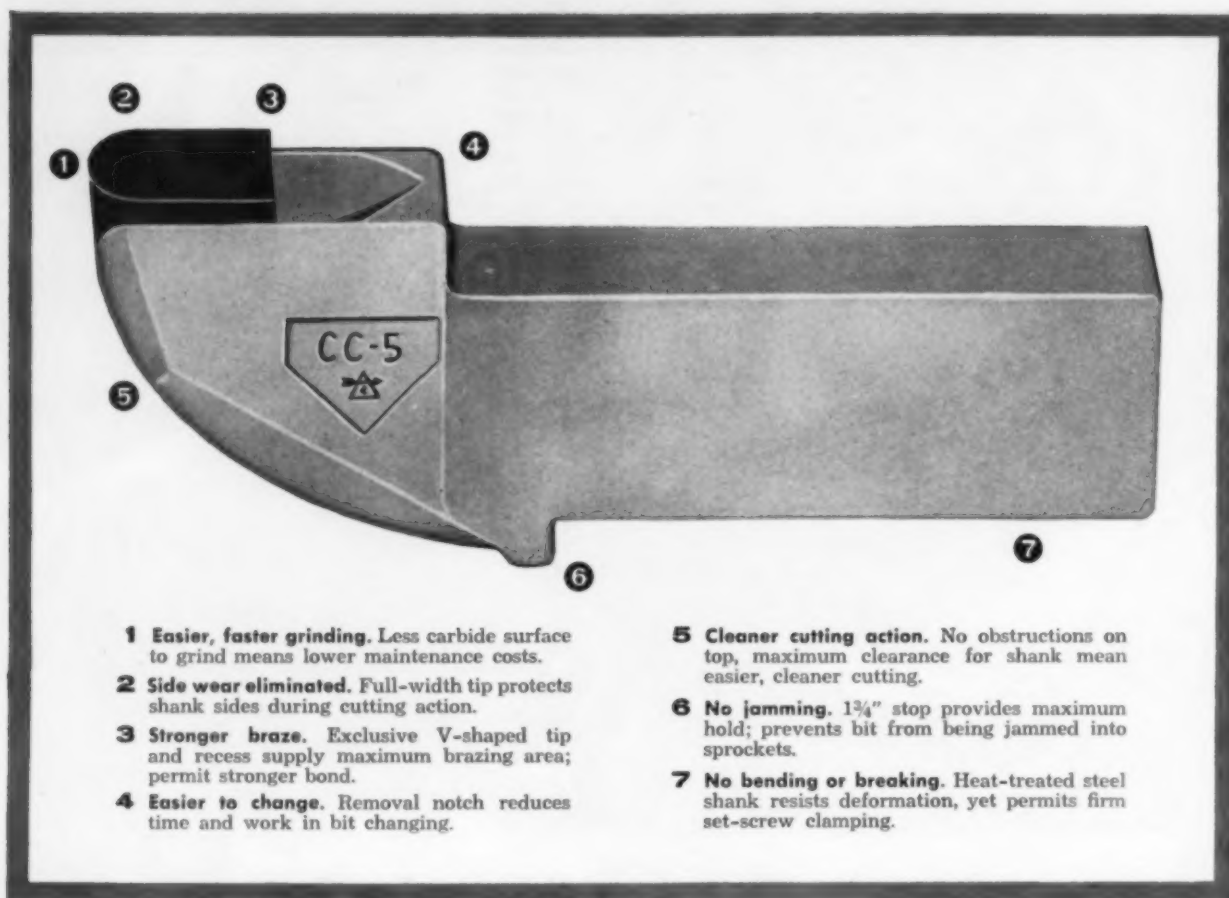 2
3
1
4
CC-5
4
5
7
6
1 Easier, faster grinding. Less carbide surface
to grind means lower maintenance costs.
2 Side wear eliminated. Full-width tip protects
shank sides during cutting action.
3 Stronger braze. Exclusive V-shaped tip
and recess supply maximum brazing area;
permit stronger bond.
4 Easier to change. Removal notch reduces
time and work in bit changing.
5 Cleaner cutting action. No obstructions on
top, maximum clearance for shank mean
easier, cleaner cutting.
6 No jamming. 1¾" stop provides maximum
hold; prevents bit from being jammed into
sprockets.
7 No bending or breaking. Heat-treated steel
shank resists deformation, yet permits firm
set-screw clamping.